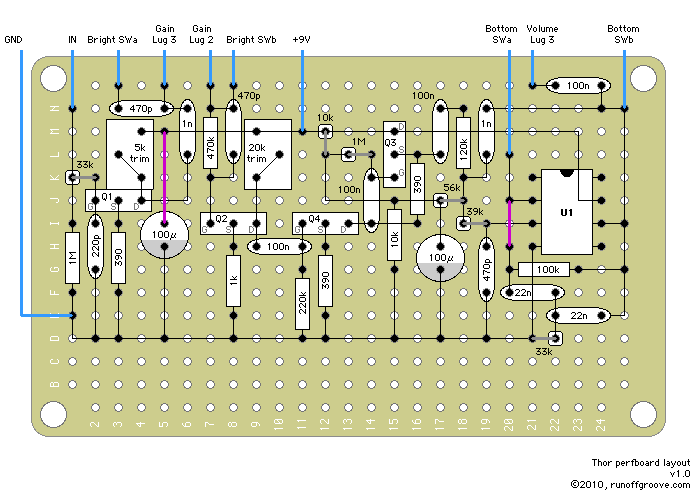 GND
IN
Bright SWa
Gain
Lug 3
Gain
Lug 2
Bright SWb
+9V
Bottom
SWa
Volume
Lug 3
Bottom
SWb
100n
470p
470p
100n
N
1n
10k
1n
M
D
5k
trim
470k
20k
trim
1M
Q3
S
120k
L
G
33k
100n
390
K
56k
J
Q1
G
S
D
39k
U1
I
Q2
G
S
D
Q4
G
S
D
100µ
220p
390
1M
H
100n
10k
100µ
G
1k
220k
390
470p
100k
F
22n
22n
D
33k
C
B
2
3
4
5
6
7
8
9
10
11
12
13
14
15
16
17
18
19
20
21
22
23
24
Thor perfboard layout
v1.0
©2010, runoffgroove.com